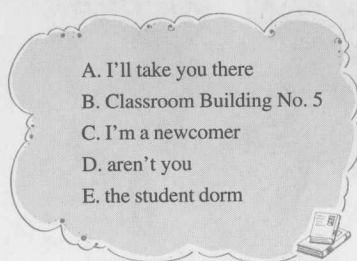 A. I'll take you there
B. Classroom Building No. 5
C. I'm a newcomer
D. aren't you
E. the student dorm